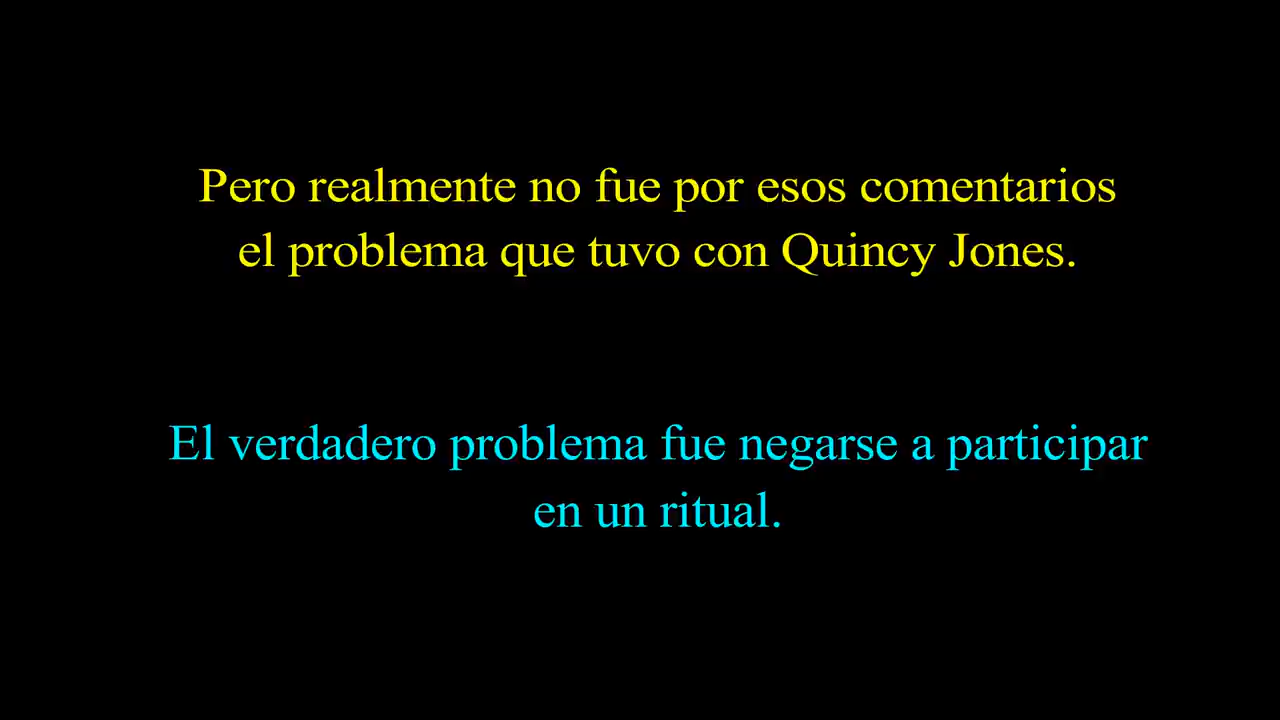 Pero realmente no fue por esos comentarios
el problema que tuvo con Quincy Jones.
El verdadero problema fue negarse a participar
en un ritual.